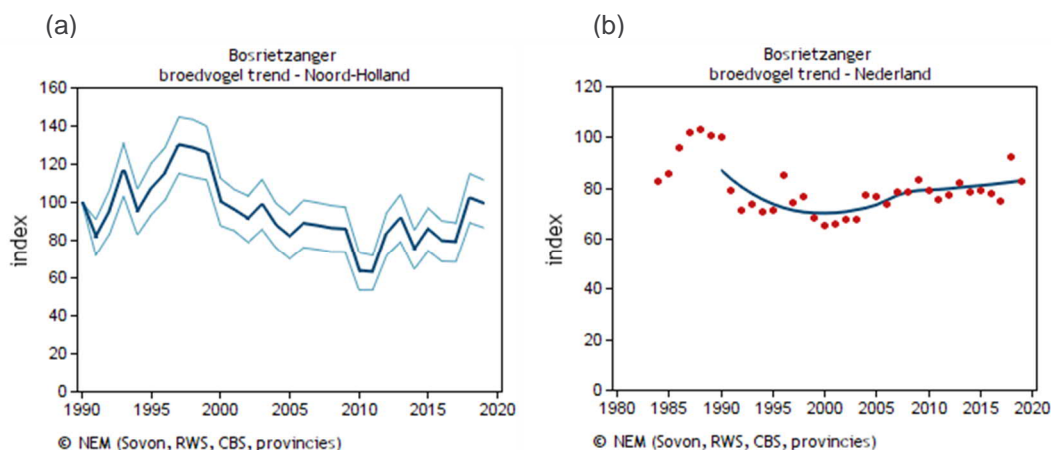 (a)
Bosrietzanger
broedvogel trend - Noord-Holland
160
140
120
100
80
60
40
20
0
index
1990 1995 2000 2005 2010 2015 2020
© NEM (Sovon, RWS, CBS, provincies)
(b)
Bosrietzanger
broedvogel trend - Nederland
120
100
80
60
40
20
0
index
1980 1985 1990 1995 2000 2005 2010 2015 2020
© NEM (Sovon, RWS, CBS, provincies)